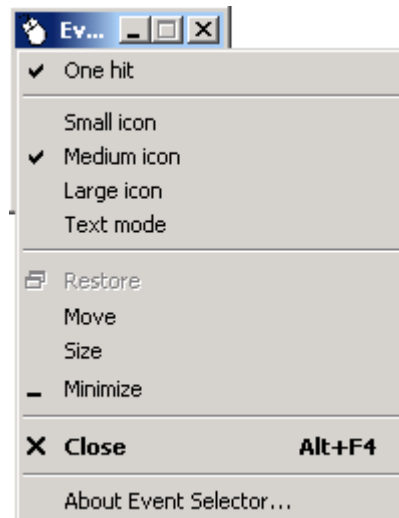 Ev...
One hit
Small icon
Medium icon
Large icon
Text mode
Restore
Move
Size
Minimize
Close Alt+F4
About Event Selector...